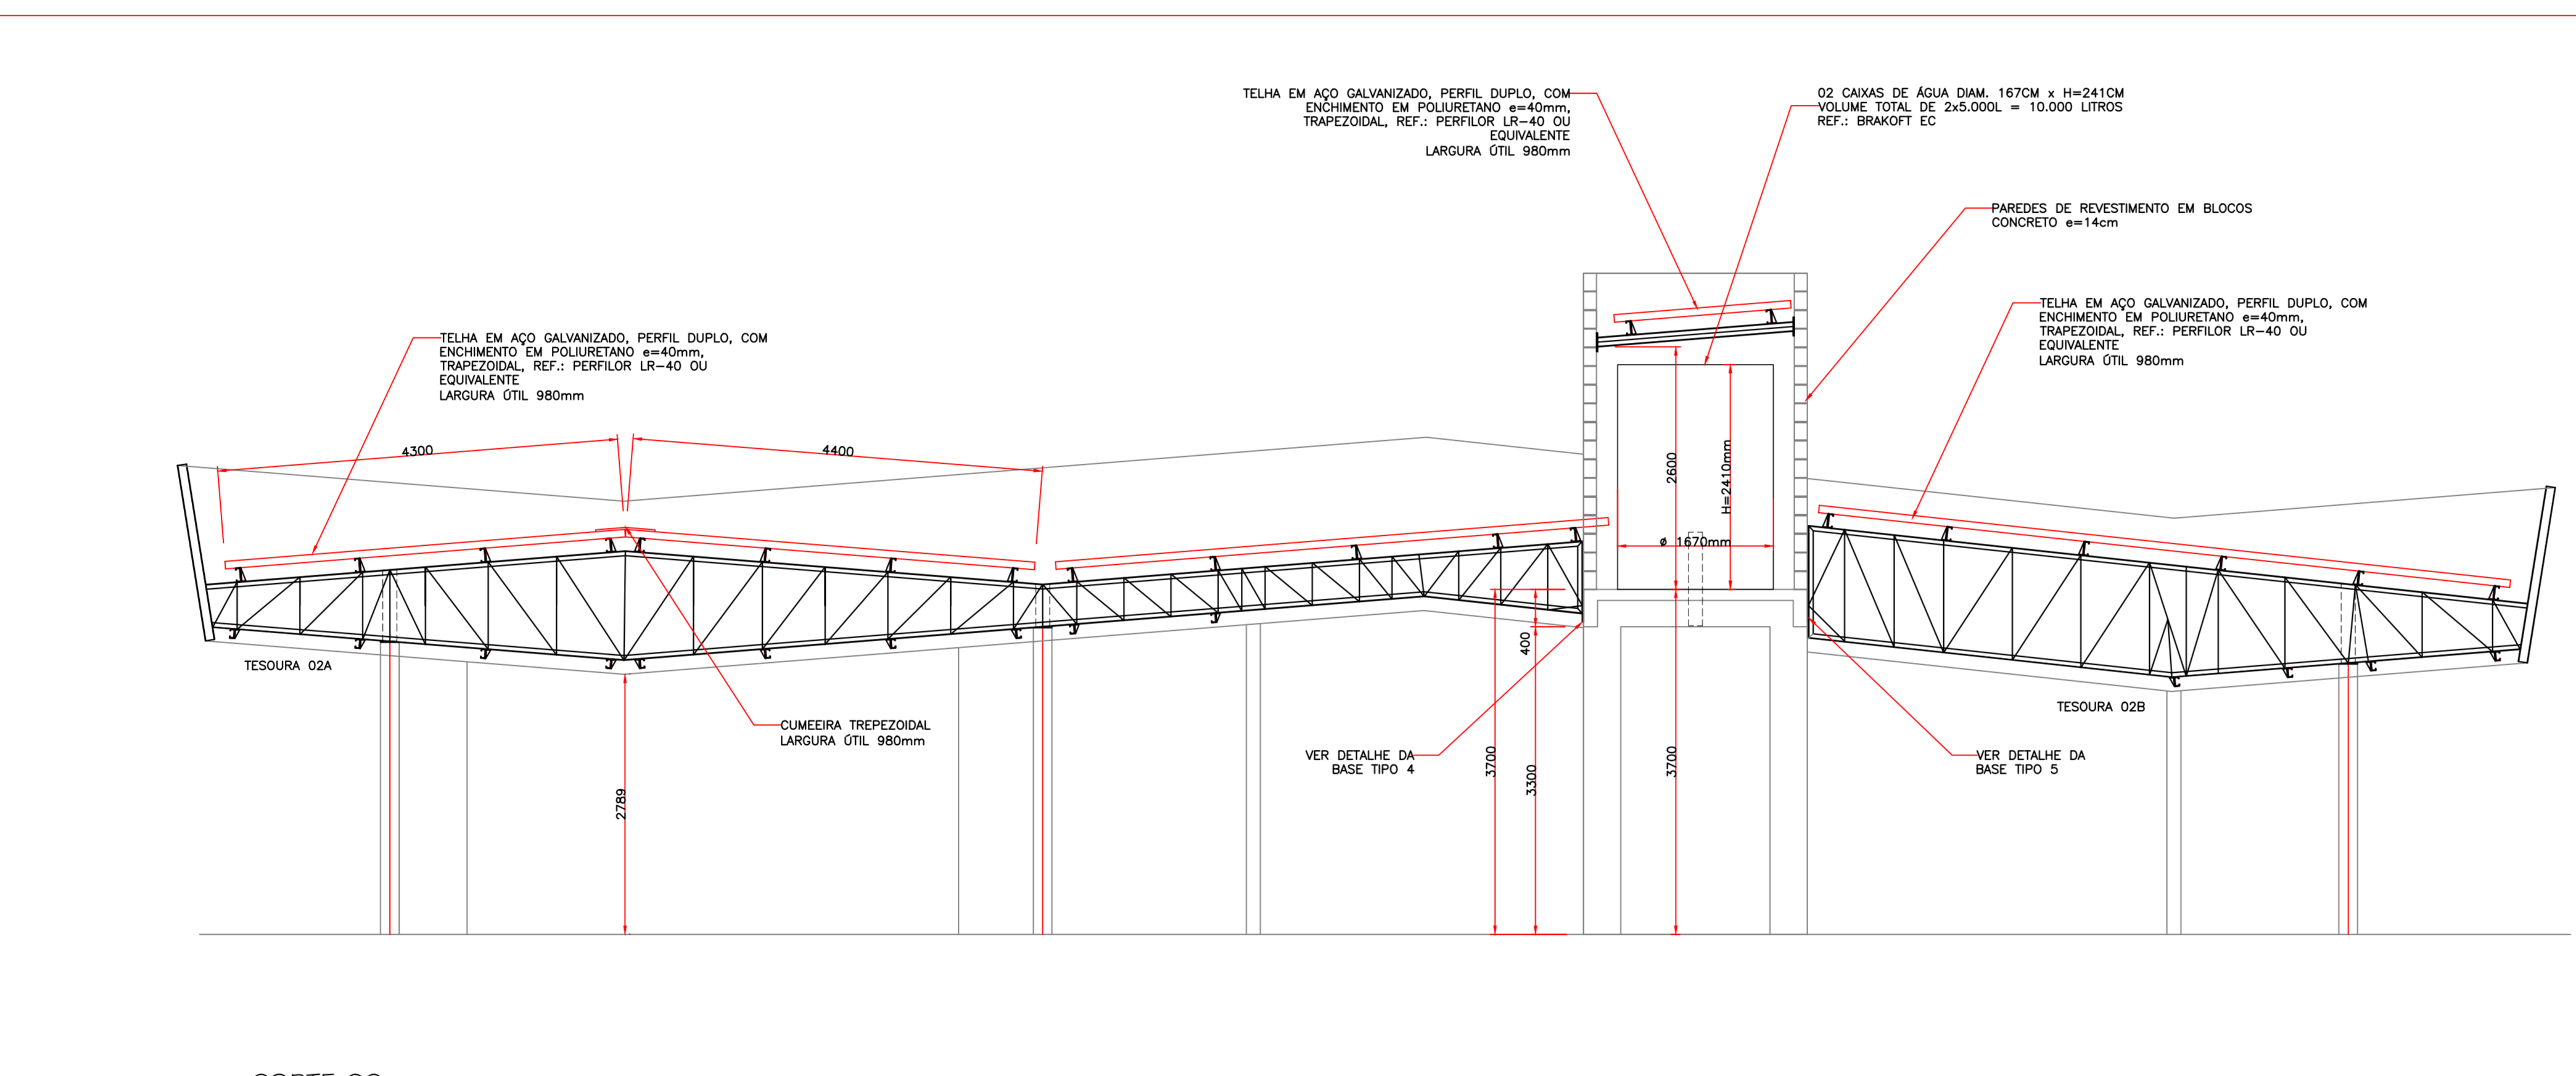 TELHA EM AÇO GALVANIZADO, PERFIL DUPLO, COM
ENCHIMENTO EM POLIURETANO e=40mm,
TRAPEZOIDAL, REF.: PERFILOR LR-40 OU
EQUIVALENTE
LARGURA ÚTIL 980mm
02 CAIXAS DE ÁGUA DIAM. 167CM x H=241CM
VOLUME TOTAL DE 2x5.000L = 10.000 LITROS
REF.: BRAKOFT EC
PAREDES DE REVESTIMENTO EM BLOCOS
CONCRETO e=14cm
TELHA EM AÇO GALVANIZADO, PERFIL DUPLO, COM
ENCHIMENTO EM POLIURETANO e=40mm,
TRAPEZOIDAL, REF.: PERFILOR LR-40 OU
EQUIVALENTE
LARGURA ÚTIL 980mm
TELHA EM AÇO GALVANIZADO, PERFIL DUPLO, COM
ENCHIMENTO EM POLIURETANO e=40mm,
TRAPEZOIDAL, REF.: PERFILOR LR-40 OU
EQUIVALENTE
LARGURA ÚTIL 980mm
4300
4400
2600
H=2410mm
ø 1670mm
400
TESOURA 02A
TESOURA 02B
CUMEEIRA TREPEZOIDAL
LARGURA ÚTIL 980mm
VER DETALHE DA
BASE TIPO 4
3700
3300
3700
VER DETALHE DA
BASE TIPO 5
2789